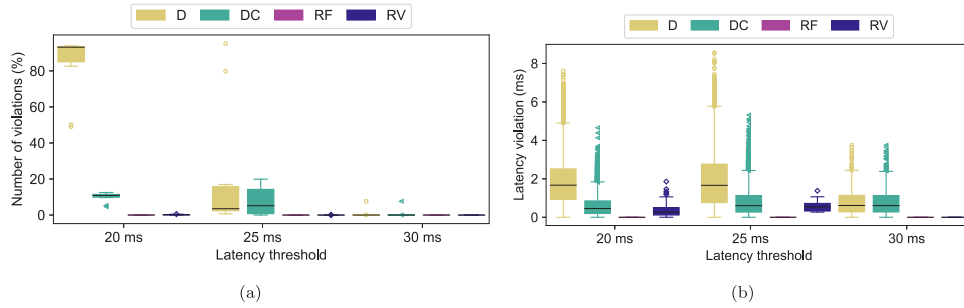 D DC RF RV
Number of violations (%)
80
60
40
20
0
20 ms 25 ms 30 ms
Latency threshold
(a)
D DC RF RV
Latency violation (ms)
8
6
4
2
0
20 ms 25 ms 30 ms
Latency threshold
(b)